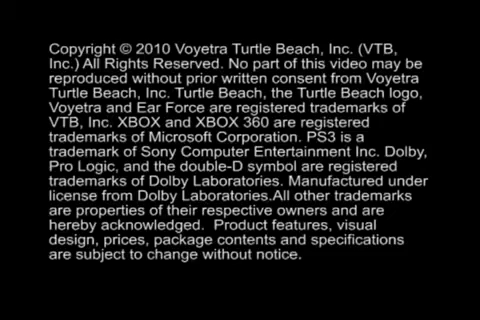 Copyright © 2010 Voyetra Turtle Beach, Inc. (VTB,
Inc.) All Rights Reserved. No part of this video may be
reproduced without prior written consent from Voyetra
Turtle Beach, Inc. Turtle Beach, the Turtle Beach logo,
Voyetra and Ear Force are registered trademarks of
VTB, Inc. XBOX and XBOX 360 are registered
trademarks of Microsoft Corporation. PS3 is a
trademark of Sony Computer Entertainment Inc. Dolby,
Pro Logic, and the double-D symbol are registered
trademarks of Dolby Laboratories. Manufactured under
license from Dolby Laboratories.All other trademarks
are properties of their respective owners and are
hereby acknowledged.  Product features, visual
design, prices, package contents and specifications
are subject to change without notice.